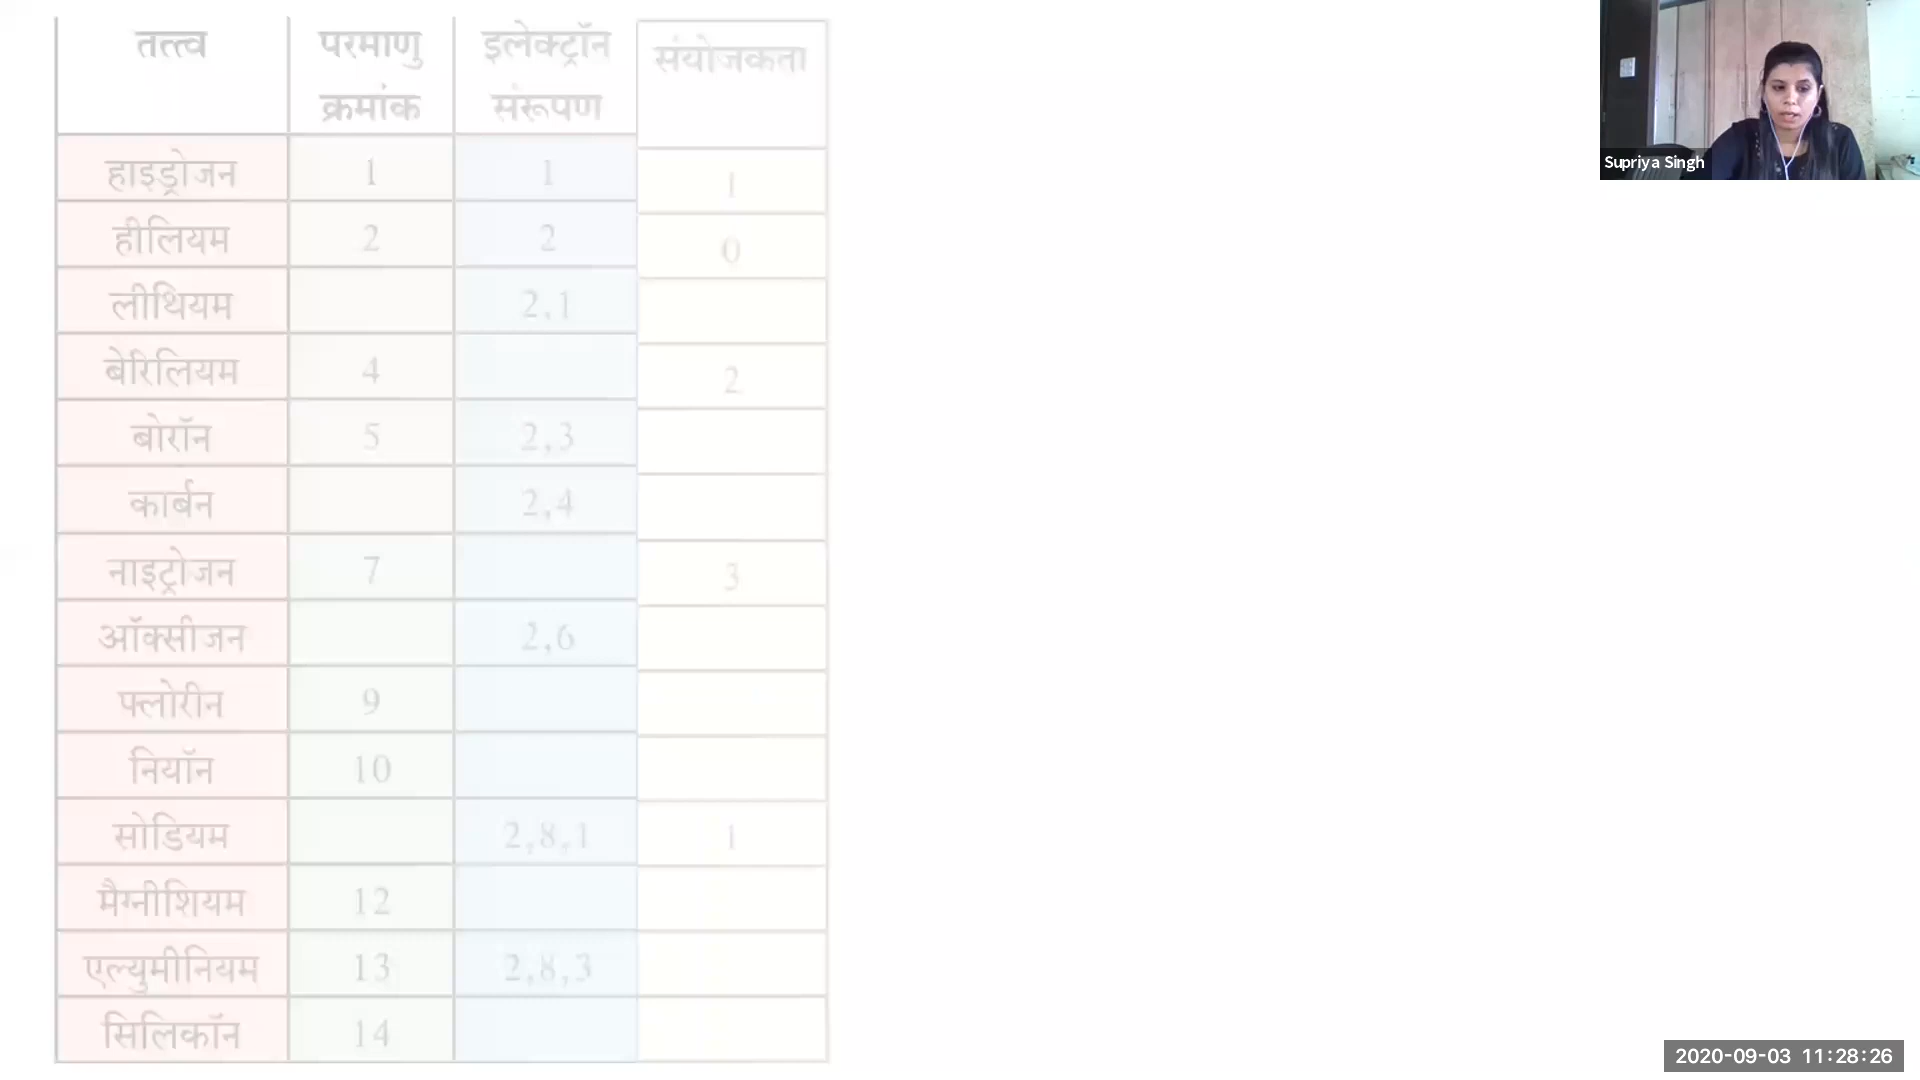 तत्त्व परमाणु क्रमांक इलेक्ट्रॉन संरूपण संयोजकता
हाइड्रोजन 1 1 1
हीलियम 2 2 0
लीथियम 2,1
बेरिलियम 4 2
बोरॉन 5 2,3
कार्बन 2,4
नाइट्रोजन 7 3
ऑक्सीजन 2,6
फ्लोरीन 9
नियॉन 10
सोडियम 2,8,1 1
मैग्नीशियम 12
एल्युमीनियम 13 2,8,3
सिलिकॉन 14
Supriya Singh
2020-09-03 11:28:26